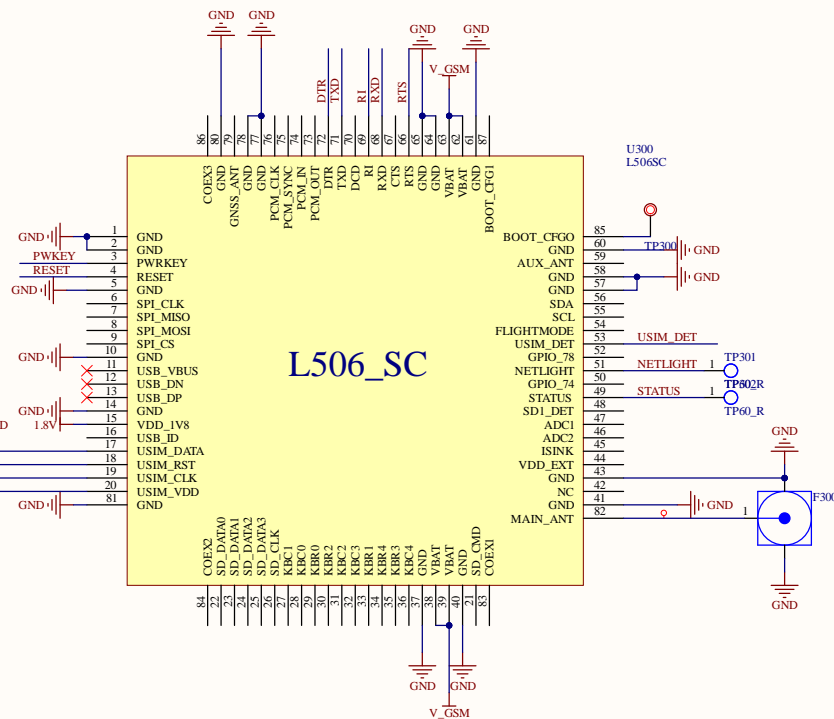 GND GND
GND GND
V_GSM
DTR
TXD
RI
RXD
RTS
86 80 79 78 77 76 75 74 73 72 71 70 69 68 67 66 65 64 63 62 61 87
COEX3
GND
GNSS_ANT
GND
GND
PCM_CLK
PCM_SYNC
PCM_IN
PCM_OUT
DTR
TXD
DCD
RI
RXD
CTS
RTS
GND
GND
VBAT
VBAT
GND
BOOT_CFG1
U300
L506SC
L506_SC
GND 1 GND
2 GND
PWKEY 3 PWRKEY
RESET 4 RESET
GND 5 GND
6 SPI_CLK
7 SPI_MISO
8 SPI_MOSI
9 SPI_CS
GND 10 GND
11 USB_VBUS
12 USB_DN
13 USB_DP
GND 14 GND
D 1.8V 15 VDD_1V8
16 USB_ID
17 USIM_DATA
18 USIM_RST
19 USIM_CLK
20 USIM_VDD
GND 81 GND
BOOT_CFGO 85
GND 60 TP300 GND
AUX_ANT 59
GND 58 GND
GND 57
SDA 56
SCL 55
FLIGHTMODE 54
USIM_DET 53 USIM_DET
GPIO_78 52
NETLIGHT 51 NETLIGHT 1 TP301
GPIO_74 50
STATUS 49 STATUS 1
TP60_R
SD1_DET 48
ADC1 47
ADC2 46
ISINK 45
VDD_EXT 44
GND 43 GND
NC 42
GND 41 GND
MAIN_ANT 82 1 F300
GND
COEX2
SD_DATA0
SD_DATA1
SD_DATA2
SD_DATA3
SD_CLK
KBC1
KBC0
KBR0
KBR2
KBC2
KBC3
KBR1
KBR4
KBR3
KBC4
GND
VBAT
VBAT
GND
SD_CMD
COEX1
84 22 23 24 25 26 27 28 29 30 31 32 33 34 35 36 37 38 39 40 21 83
GND GND
V_GSM